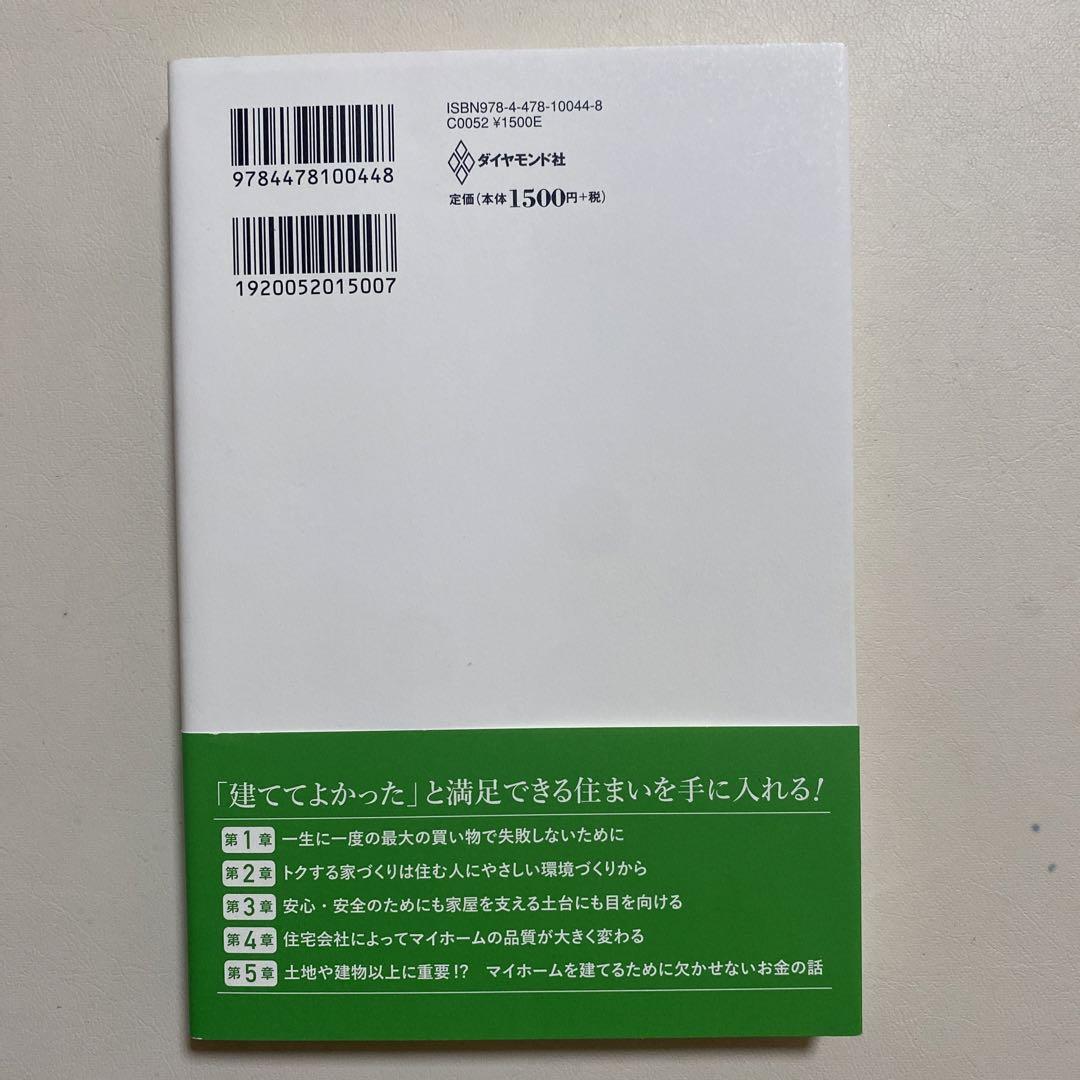 9784478100448
1920052015007
ISBN978-4-478-10044-8
C0052 ¥1500E
ダイヤモンド社
定価(本体1500円+税)
「建ててよかった」と満足できる住まいを手に入れる!
第1章 一生に一度の最大の買い物で失敗しないために
第2章 トクする家づくりは住む人にやさしい環境づくりから
第3章 安心・安全のためにも家屋を支える土台にも目を向ける
第4章 住宅会社によってマイホームの品質が大きく変わる
第5章 土地や建物以上に重要!? マイホームを建てるために欠かせないお金の話